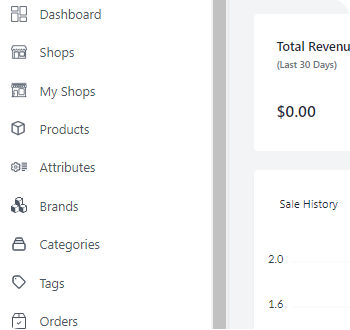 Dashboard
Shops
My Shops
Products
Attributes
Brands
Categories
Tags
Orders
Total Revenu
(Last 30 Days)
$0.00
Sale History
2.0
1.6